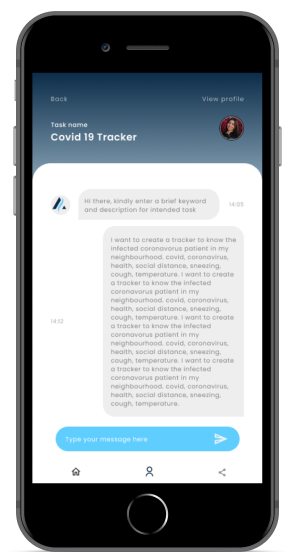 Back
View profile
Task name
Covid 19 Tracker
Hi there, kindly enter a brief keyword
and description for intended task
14:05
I want to create a tracker to know the
infected coronavorus patient in my
neighbourhood. covid, coronavirus,
health, social distance, sneezing,
cough, temperature. I want to create
a tracker to know the infected
coronavorus patient in my
neighbourhood. covid, coronavirus,
health, social distance, sneezing,
cough, temperature. I want to create
a tracker to know the infected
coronavorus patient in my
neighbourhood. covid, coronavirus,
health, social distance, sneezing,
cough, temperature. I want to create
a tracker to know the infected
coronavorus patient in my
neighbourhood. covid, coronavirus,
health, social distance, sneezing,
cough, temperature.
14:12
Type your message here